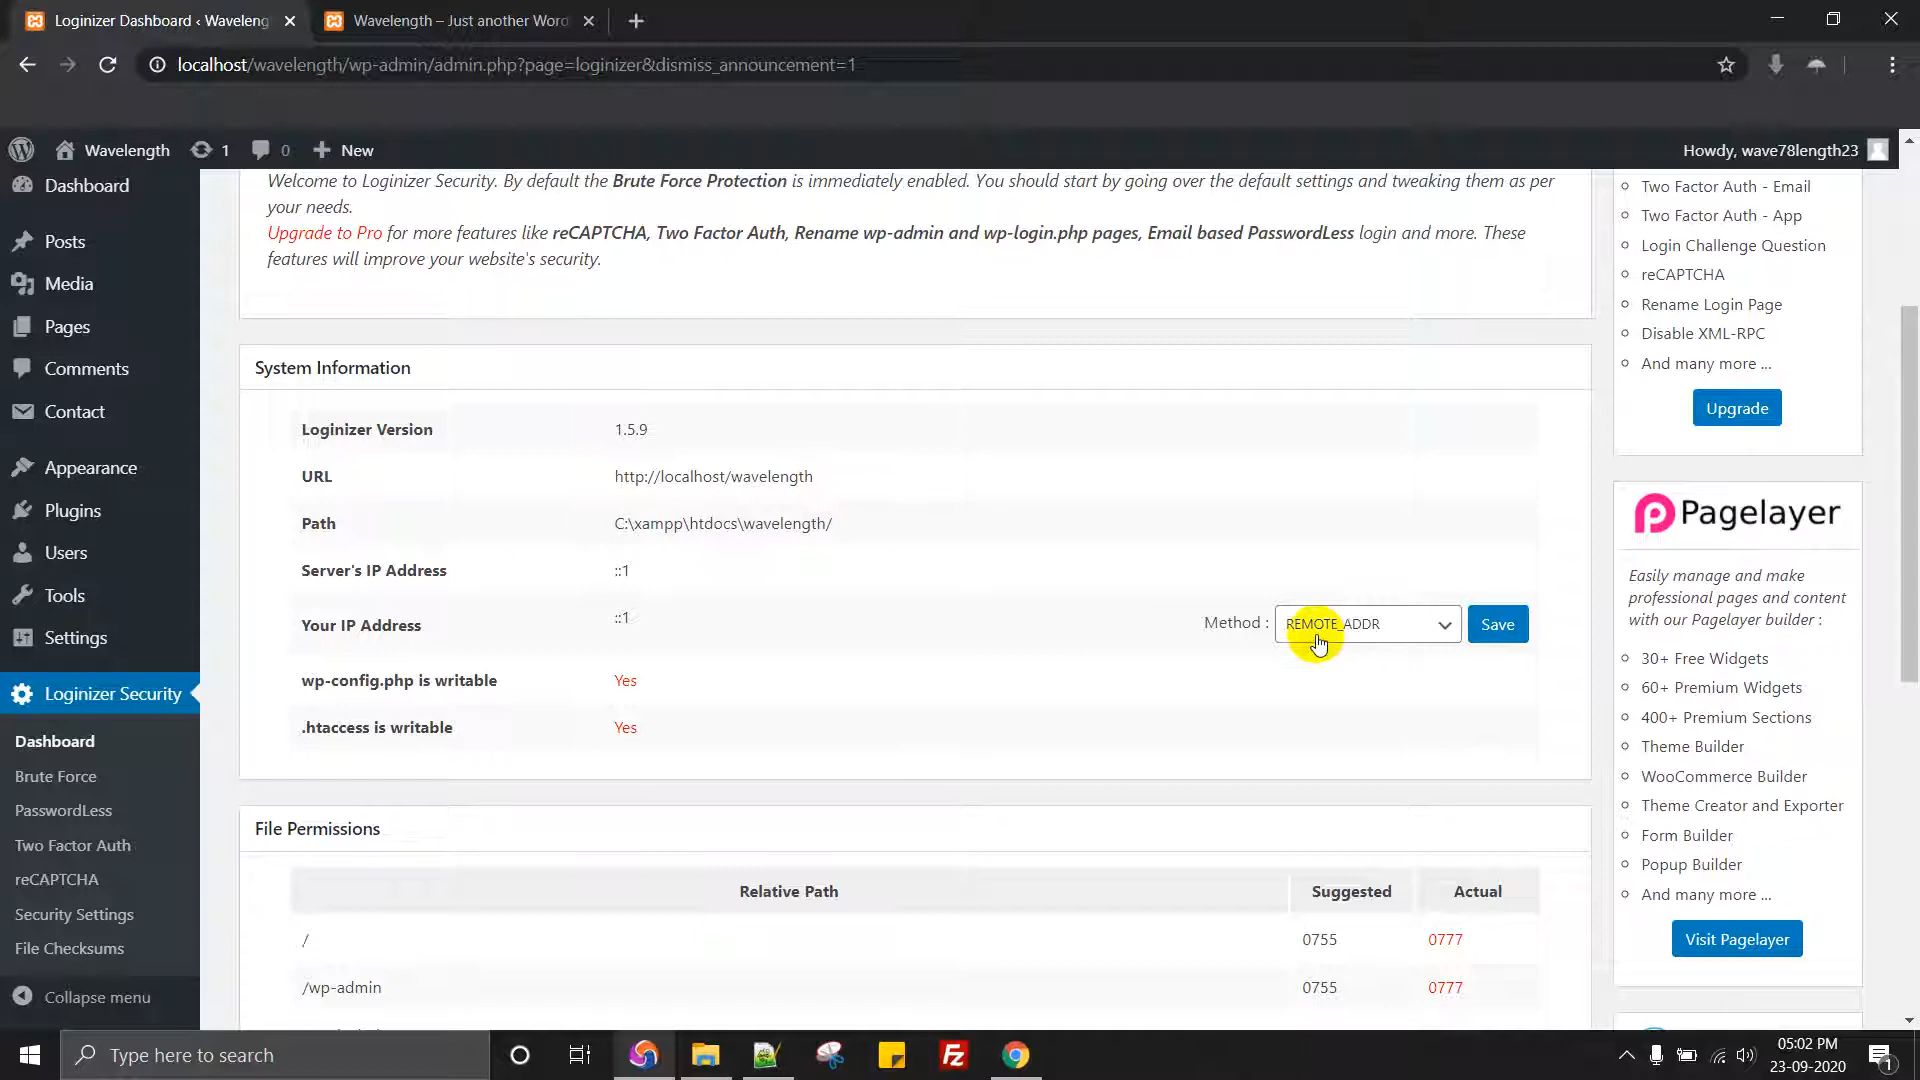 Loginizer Dashboard ‹ Waveleng
Wavelength – Just another Word
localhost/wavelength/wp-admin/admin.php?page=loginizer&dismiss_announcement=1
Wavelength
1
0
New
Howdy, wave78length23
Dashboard
Posts
Media
Pages
Comments
Contact
Appearance
Plugins
Users
Tools
Settings
Loginizer Security
Dashboard
Brute Force
PasswordLess
Two Factor Auth
reCAPTCHA
Security Settings
File Checksums
Collapse menu
Welcome to Loginizer Security. By default the Brute Force Protection is immediately enabled. You should start by going over the default settings and tweaking them as per
your needs.
Upgrade to Pro for more features like reCAPTCHA, Two Factor Auth, Rename wp-admin and wp-login.php pages, Email based PasswordLess login and more. These
features will improve your website's security.
System Information
Loginizer Version 1.5.9
URL http://localhost/wavelength
Path C:\xampp\htdocs\wavelength/
Server's IP Address ::1
Your IP Address ::1 Method : REMOTE_ADDR Save
wp-config.php is writable Yes
.htaccess is writable Yes
File Permissions
Relative Path Suggested Actual
/ 0755 0777
/wp-admin 0755 0777
Two Factor Auth - Email
Two Factor Auth - App
Login Challenge Question
reCAPTCHA
Rename Login Page
Disable XML-RPC
And many more ...
Upgrade
Pagelayer
Easily manage and make
professional pages and content
with our Pagelayer builder :
30+ Free Widgets
60+ Premium Widgets
400+ Premium Sections
Theme Builder
WooCommerce Builder
Theme Creator and Exporter
Form Builder
Popup Builder
And many more ...
Visit Pagelayer
Type here to search
05:02 PM
23-09-2020
1